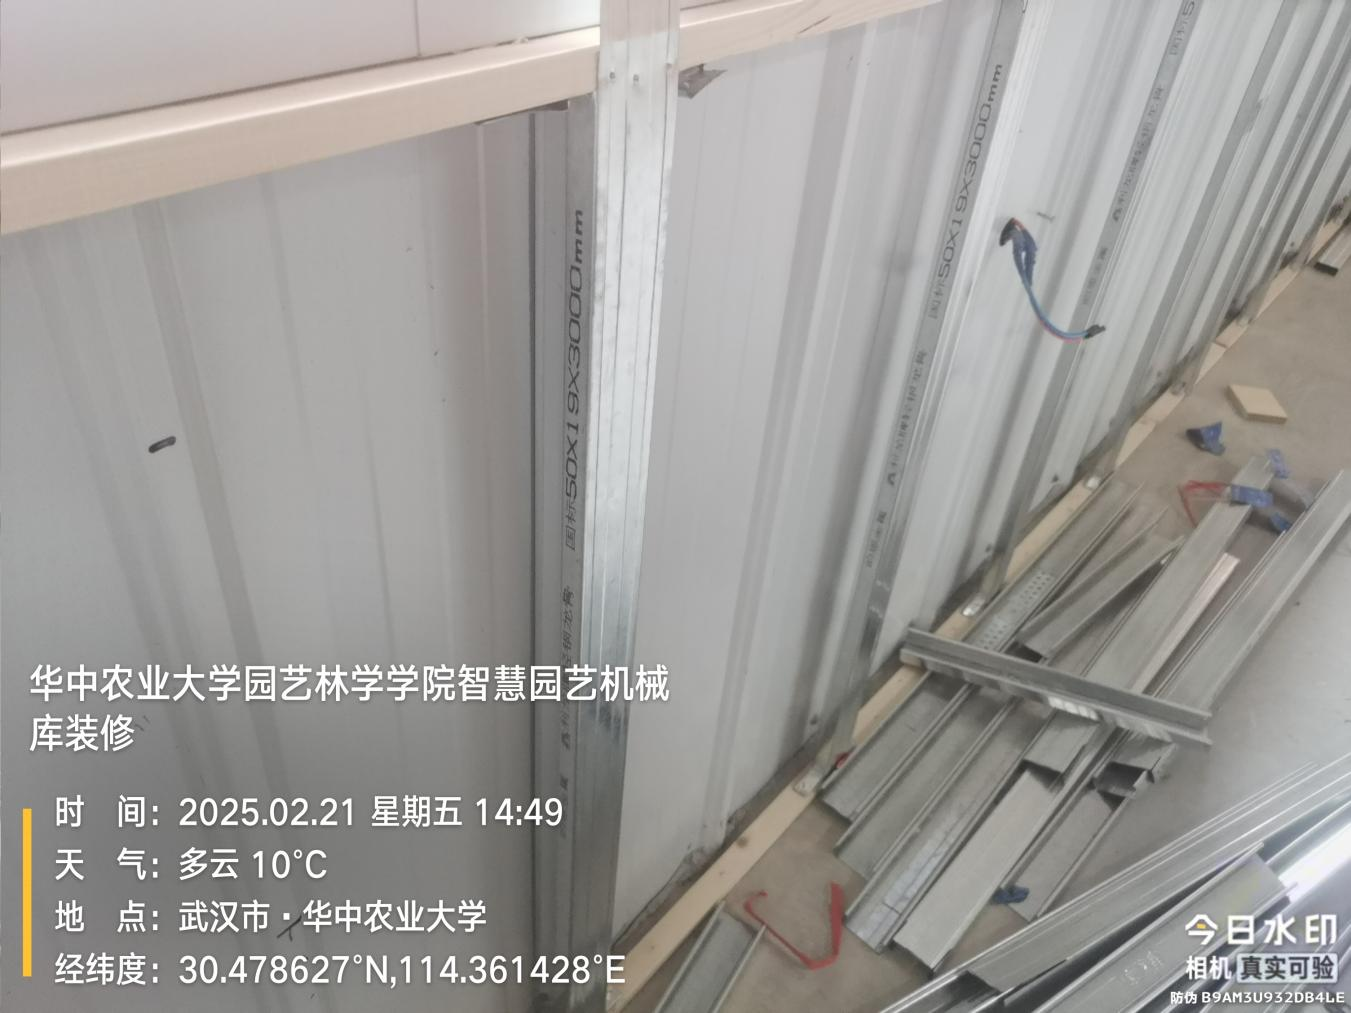 国标50X19X3000mm
国标50X19X3000mm
华中农业大学园艺林学学院智慧园艺机械
库装修
时 间：2025.02.21 星期五 14:49
天 气：多云 10°C
地 点：武汉市·华中农业大学
经纬度：30.478627°N,114.361428°E
今日水印
相机 真实可验
防伪 B9AM3U932DB4LE